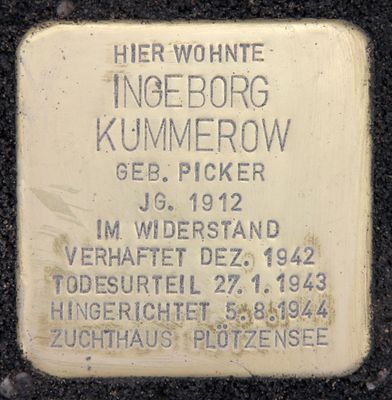 HIER WOHNTE
INGEBORG
KUMMEROW
GEB. PICKER
JG. 1912
IM WIDERSTAND
VERHAFTET DEZ. 1942
TODESURTEIL 27.1.1943
HINGERICHTET 5.8.1944
ZUCHTHAUS PLÖTZENSEE